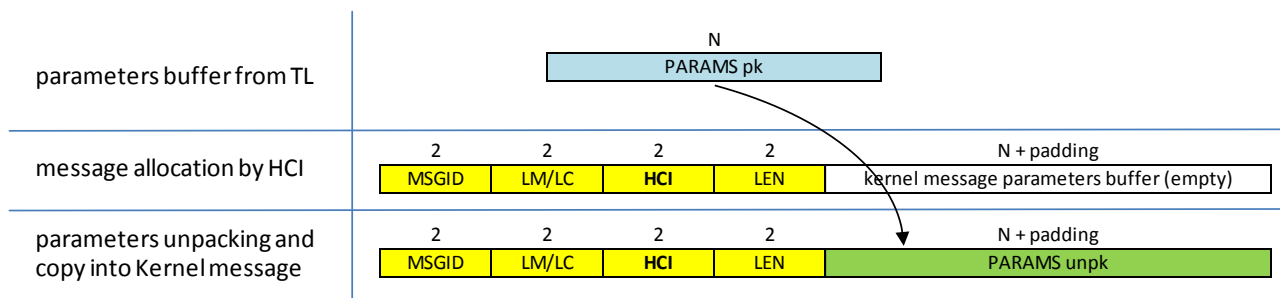 N
parameters buffer from TL
PARAMS pk
2 2 2 2 N + padding
message allocation by HCI
MSGID LM/LC HCI LEN kernel message parameters buffer (empty)
parameters unpacking and
copy into Kernel message
2 2 2 2 N + padding
MSGID LM/LC HCI LEN PARAMS unpk